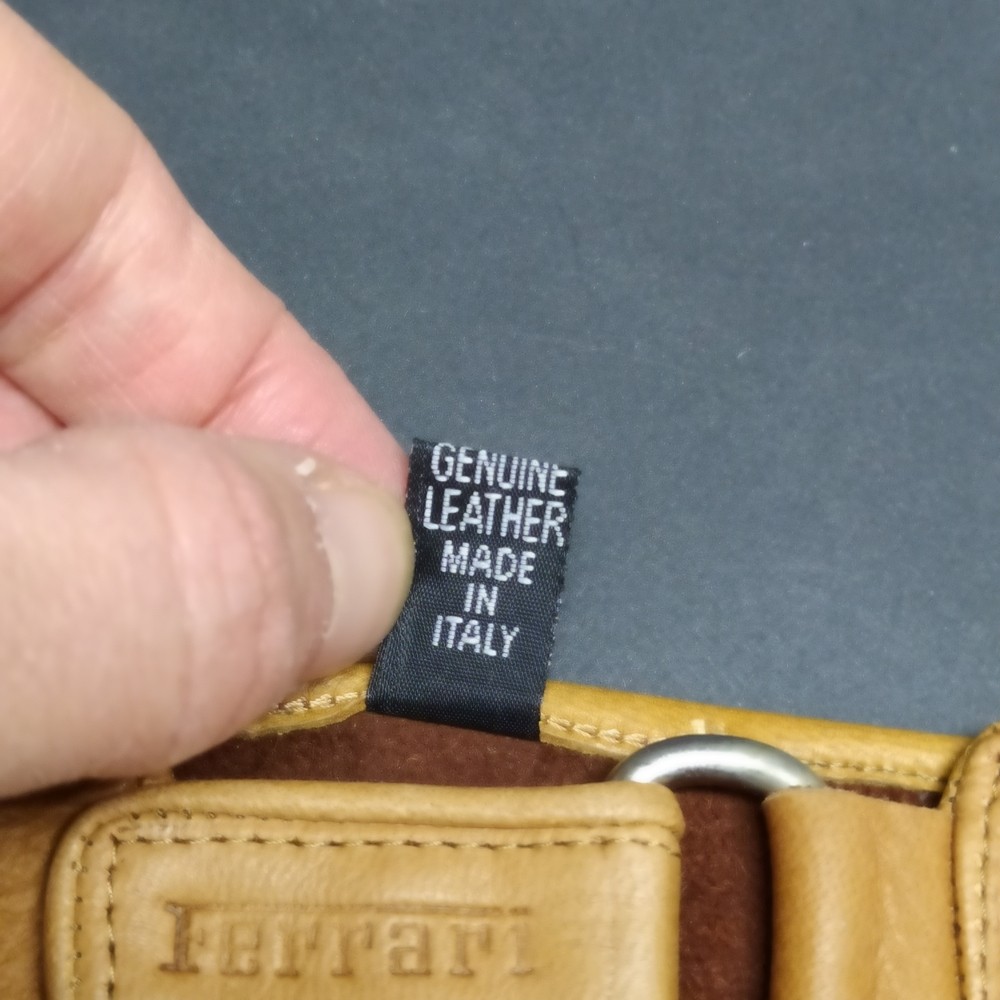 GENUINE
LEATHER
MADE
IN
ITALY
Ferrari